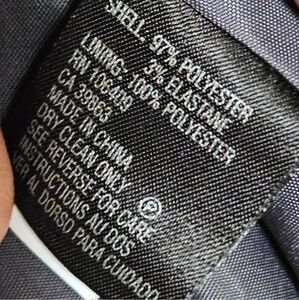 SHELL: 97% POLYESTER
3% ELASTANE
LINING: 100% POLYESTER
RN 106409
CA 39863
MADE IN CHINA
DRY CLEAN ONLY
SEE REVERSE FOR CARE
INSTRUCTIONS AU DOS
VER AL DORSO PARA CUIDADO
P